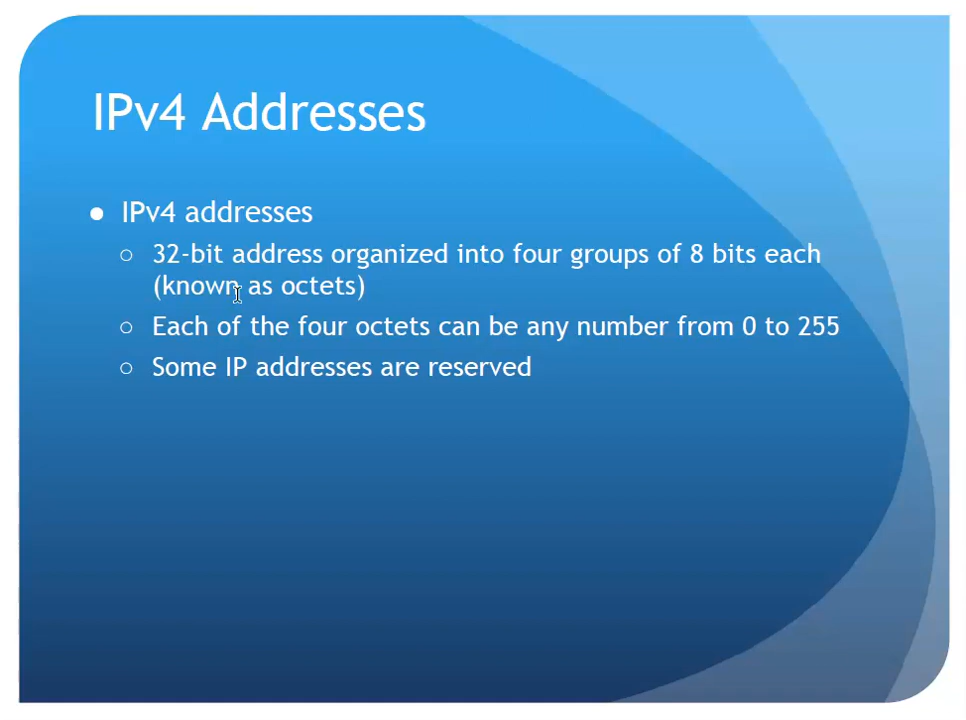 IPv4 Addresses
● IPv4 addresses
○ 32-bit address organized into four groups of 8 bits each
(known as octets)
○ Each of the four octets can be any number from 0 to 255
○ Some IP addresses are reserved